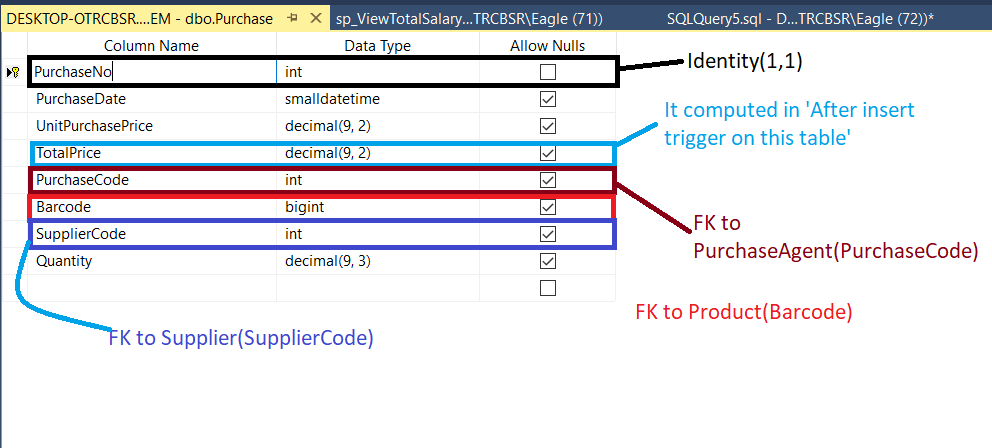 DESKTOP-OTRCBSR....EM - dbo.Purchase sp_ViewTotalSalary...TRCBSR\Eagle (71)) SQLQuery5.sql - D...TRCBSR\Eagle (72))*
Column Name Data Type Allow Nulls
PurchaseNo int
Identity(1,1)
PurchaseDate smalldatetime
UnitPurchasePrice decimal(9, 2)
It computed in 'After insert
trigger on this table'
TotalPrice decimal(9, 2)
PurchaseCode int
Barcode bigint
FK to
PurchaseAgent(PurchaseCode)
SupplierCode int
Quantity decimal(9, 3)
FK to Product(Barcode)
FK to Supplier(SupplierCode)